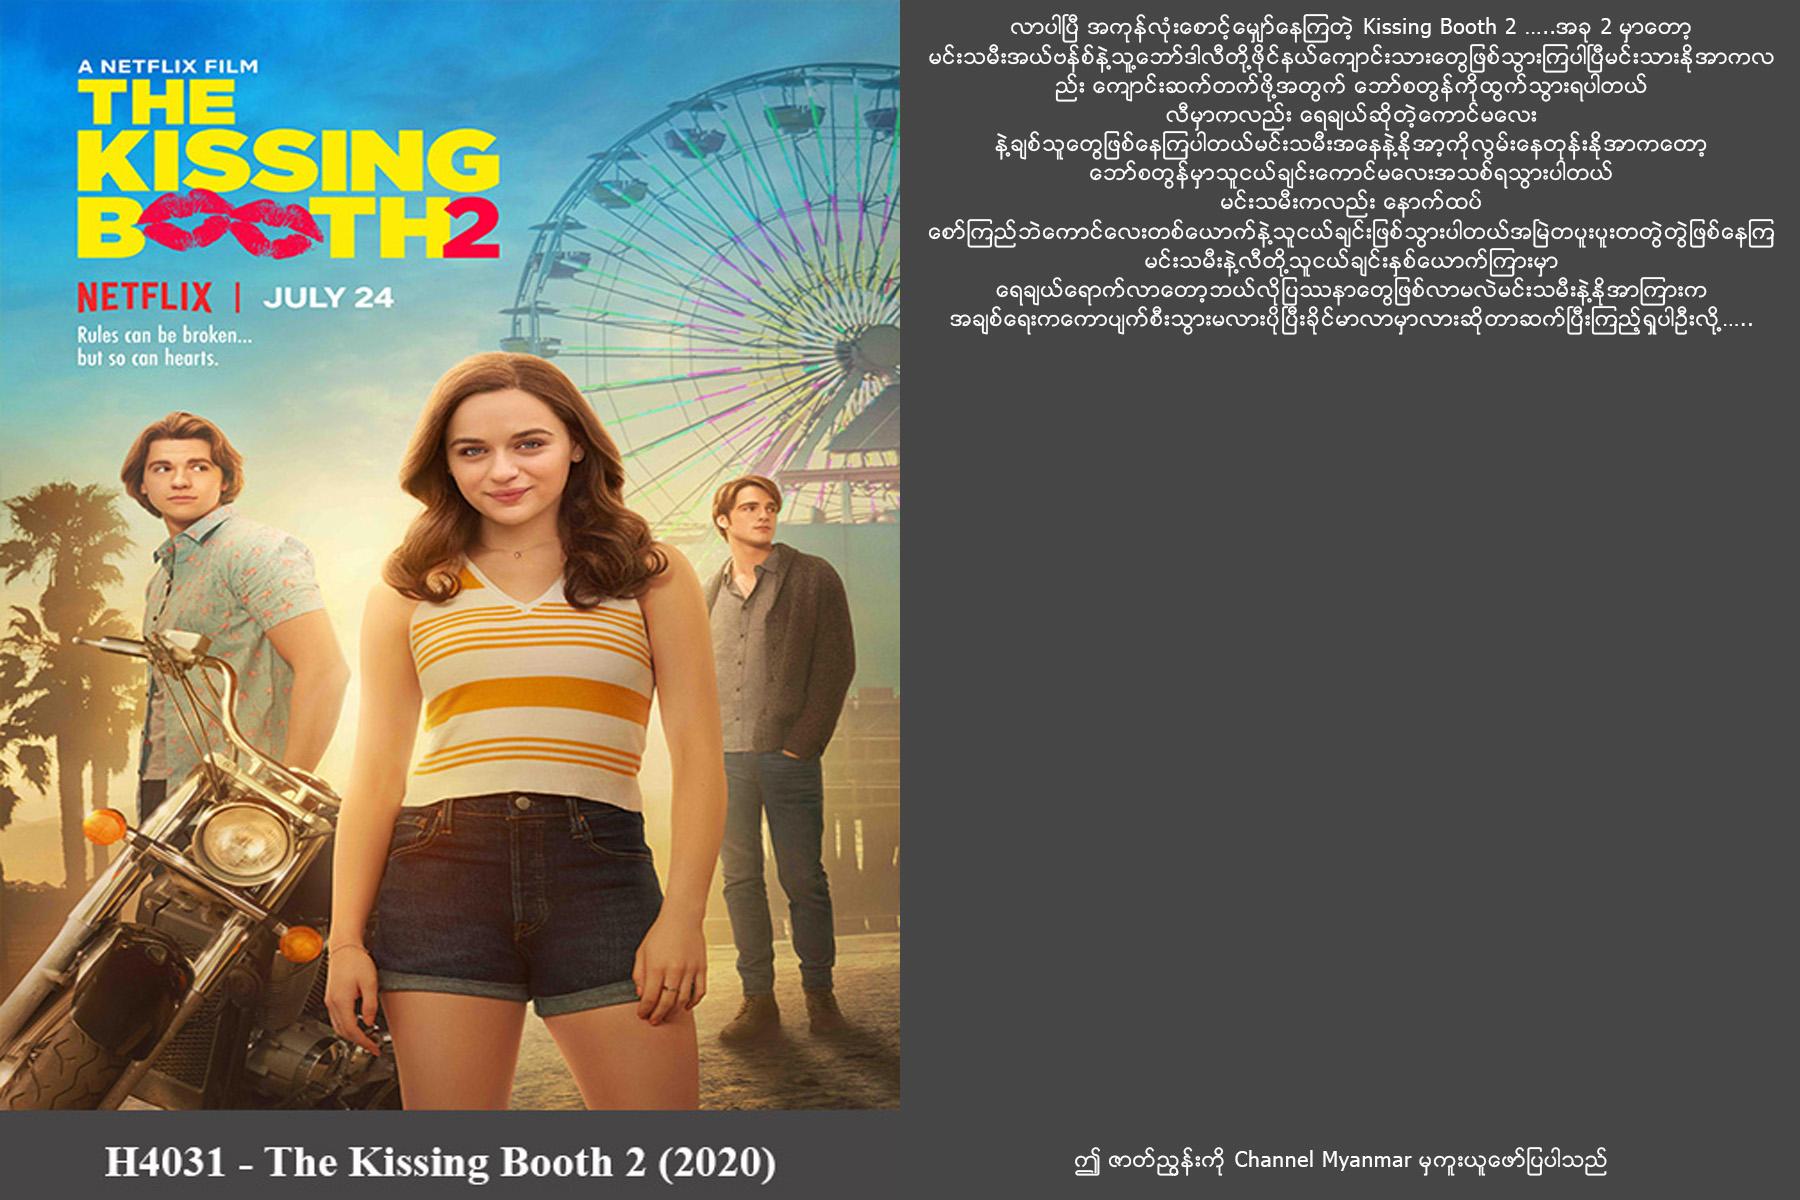 A NETFLIX FILM
THE
KISSING
BOOTH 2
NETFLIX | JULY 24
Rules can be broken...
but so can hearts.
H4031 - The Kissing Booth 2 (2020)
လာပါပြီ အကုန်လုံးစောင့်မျှော်နေကြတဲ့ Kissing Booth 2 …..အခု 2 မှာတော့
မင်းသမီးအယ်ဗန်စ်နဲ့သူ့ဘော်ဒါလီတို့ဖိုင်နယ်ကျောင်းသားတွေဖြစ်သွားကြပါပြီမင်းသားနိုအာကလ
ည်း ကျောင်းဆက်တက်ဖို့အတွက် ဘော်စတွန်ကိုထွက်သွားရပါတယ်
လီမှာကလည်း ရေချယ်ဆိုတဲ့ကောင်မလေး
နဲ့ချစ်သူတွေဖြစ်နေကြပါတယ်မင်းသမီးအနေနဲ့နိုအာ့ကိုလွမ်းနေတုန်းနိုအာကတော့
ဘော်စတွန်မှာသူငယ်ချင်းကောင်မလေးအသစ်ရသွားပါတယ်
မင်းသမီးကလည်း နောက်ထပ်
စော်ကြည်ဘဲကောင်လေးတစ်ယောက်နဲ့သူငယ်ချင်းဖြစ်သွားပါတယ်အမြဲတပူးပူးတတွဲတွဲဖြစ်နေကြ
မင်းသမီးနဲ့လီတို့သူငယ်ချင်းနှစ်ယောက်ကြားမှာ
ရေချယ်ရောက်လာတော့ဘယ်လိုပြဿနာတွေဖြစ်လာမလဲမင်းသမီးနဲ့နိုအာကြားက
အချစ်ရေးကကောပျက်စီးသွားမလားပိုပြီးခိုင်မာလာမှာလားဆိုတာဆက်ပြီးကြည့်ရှုပါဦးလို့…..
ဤ ဇာတ်ညွှန်းကို Channel Myanmar မှကူးယူဖော်ပြပါသည်